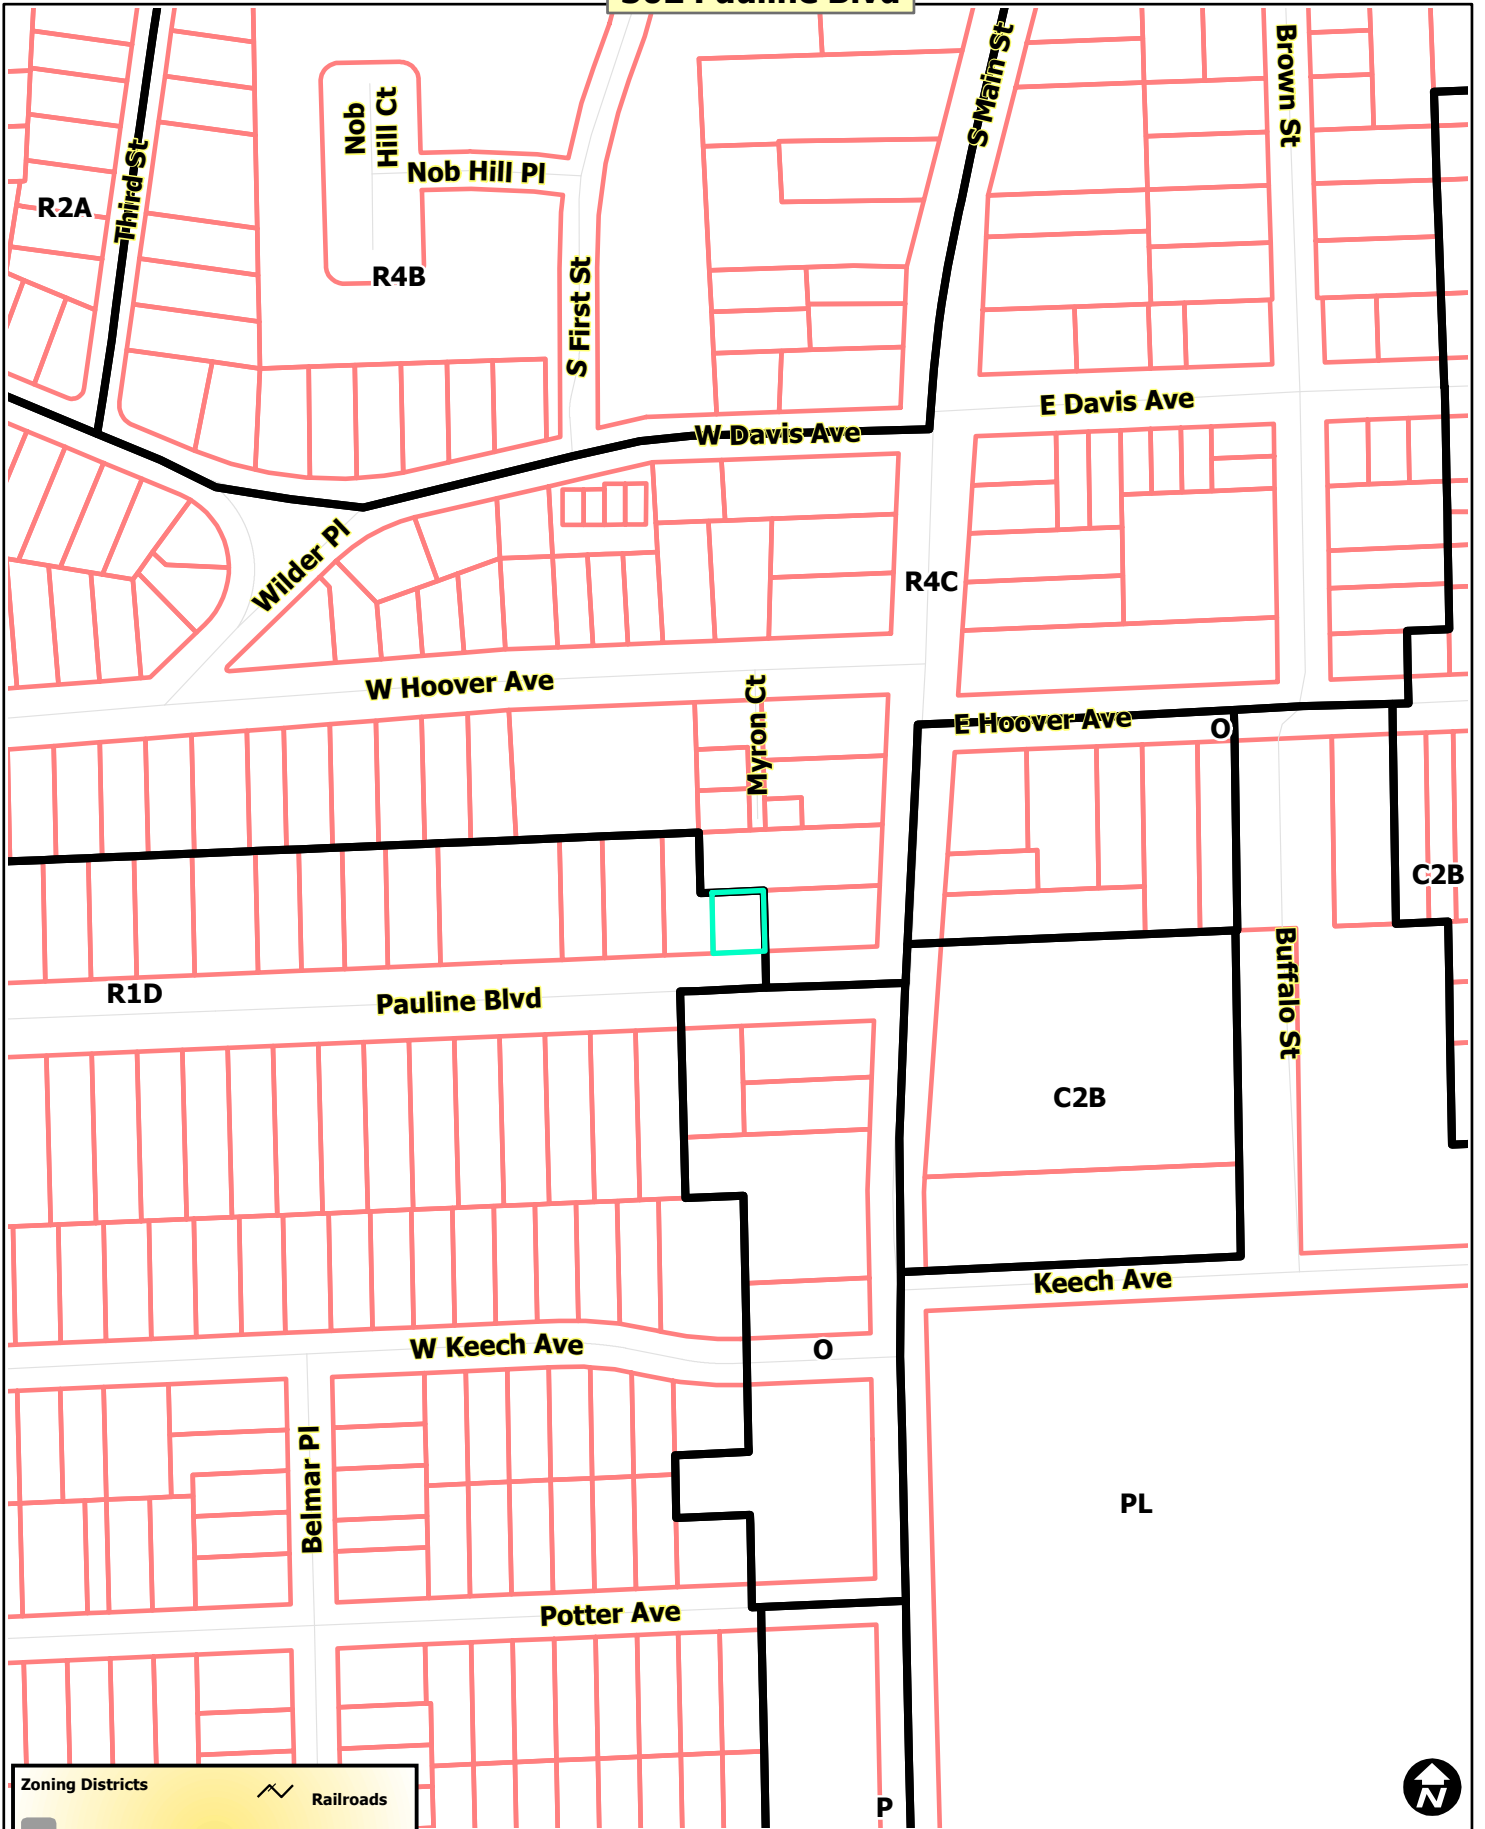 S Main St
Brown St
Nob
Hill Ct
Third St
Nob Hill Pl
R2A
R4B
S First St
E Davis Ave
W Davis Ave
Wilder Pl
R4C
W Hoover Ave
Myron Ct
E Hoover Ave
O
C2B
R1D
Pauline Blvd
Buffalo St
C2B
Keech Ave
W Keech Ave
O
Belmar Pl
PL
Potter Ave
Zoning Districts
Railroads
P
N